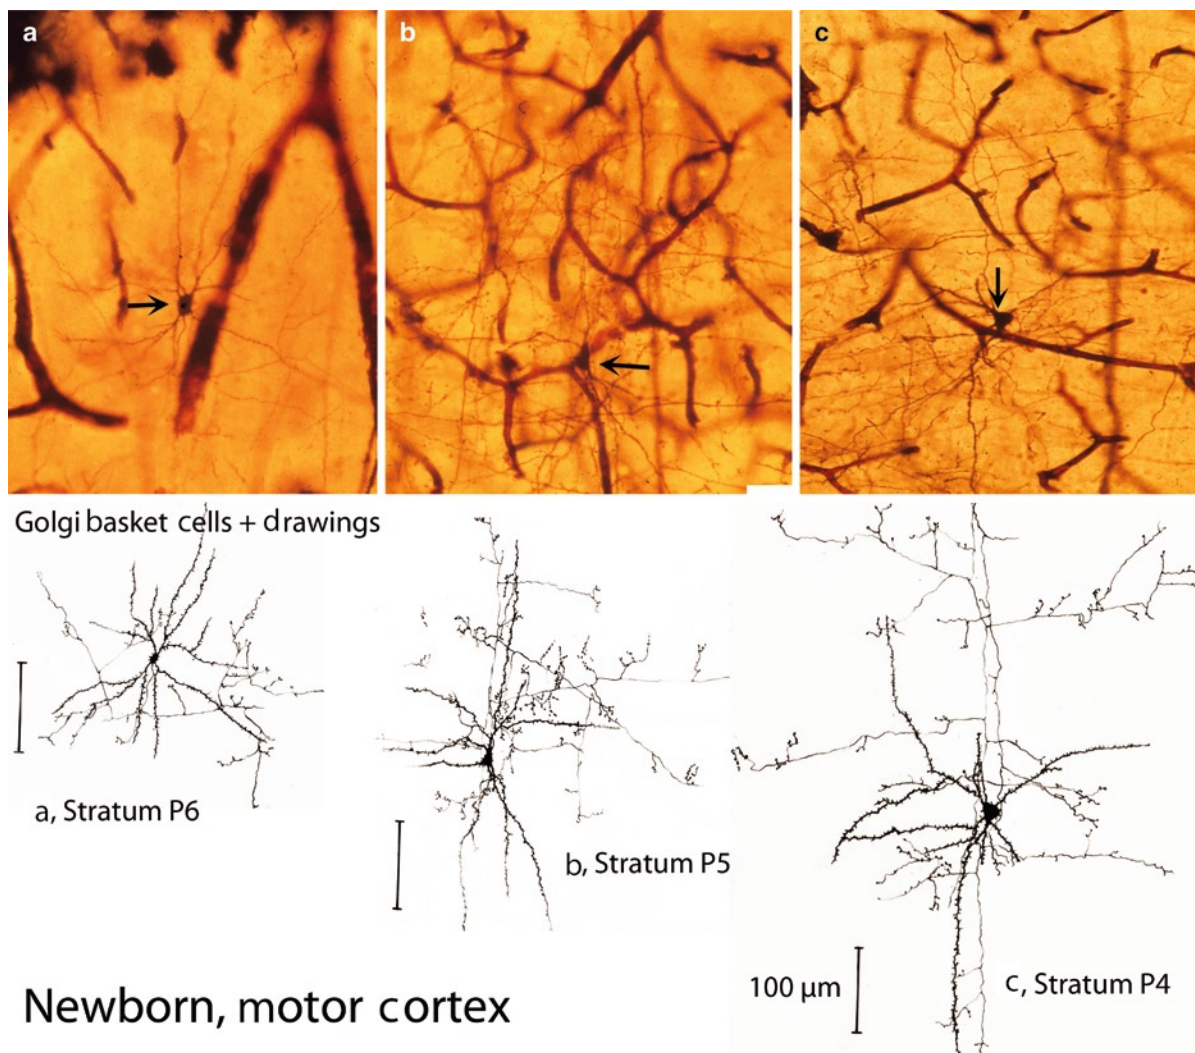 a
b
c
Golgi basket cells + drawings
a, Stratum P6
b, Stratum P5
100 µm
c, Stratum P4
Newborn, motor cortex